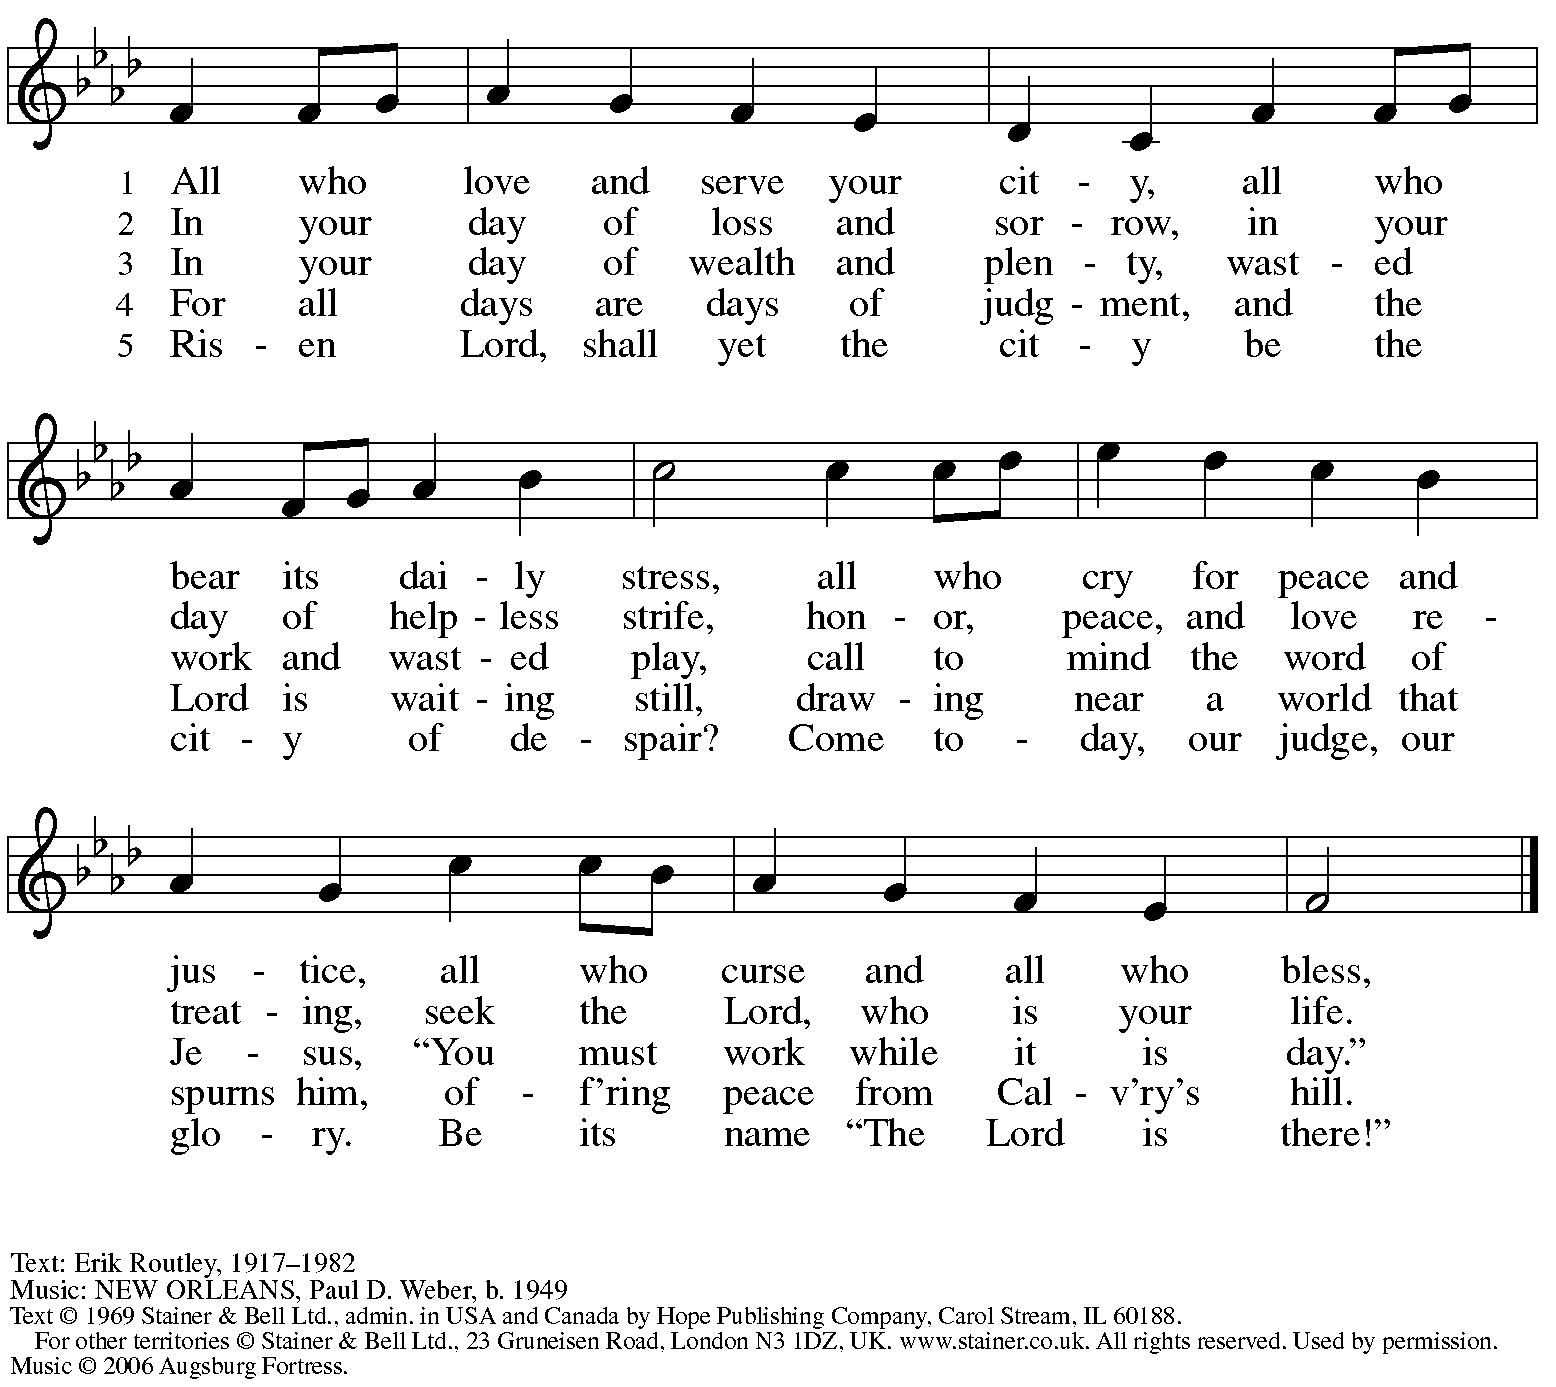 1 All who love and serve your cit - y, all who
2 In your day of loss and sor - row, in your
3 In your day of wealth and plen - ty, wast - ed
4 For all days are days of judg - ment, and the
5 Ris - en Lord, shall yet the cit - y be the
bear its dai - ly stress, all who cry for peace and
day of help - less strife, hon - or, peace, and love re -
work and wast - ed play, call to mind the word of
Lord is wait - ing still, draw - ing near a world that
cit - y of de - spair? Come to - day, our judge, our
jus - tice, all who curse and all who bless,
treat - ing, seek the Lord, who is your life.
Je - sus, “You must work while it is day.”
spurns him, of - f’ring peace from Cal - v’ry’s hill.
glo - ry. Be its name “The Lord is there!”
Text: Erik Routley, 1917–1982
Music: NEW ORLEANS, Paul D. Weber, b. 1949
Text © 1969 Stainer & Bell Ltd., admin. in USA and Canada by Hope Publishing Company, Carol Stream, IL 60188.
For other territories © Stainer & Bell Ltd., 23 Gruneisen Road, London N3 1DZ, UK. www.stainer.co.uk. All rights reserved. Used by permission.
Music © 2006 Augsburg Fortress.